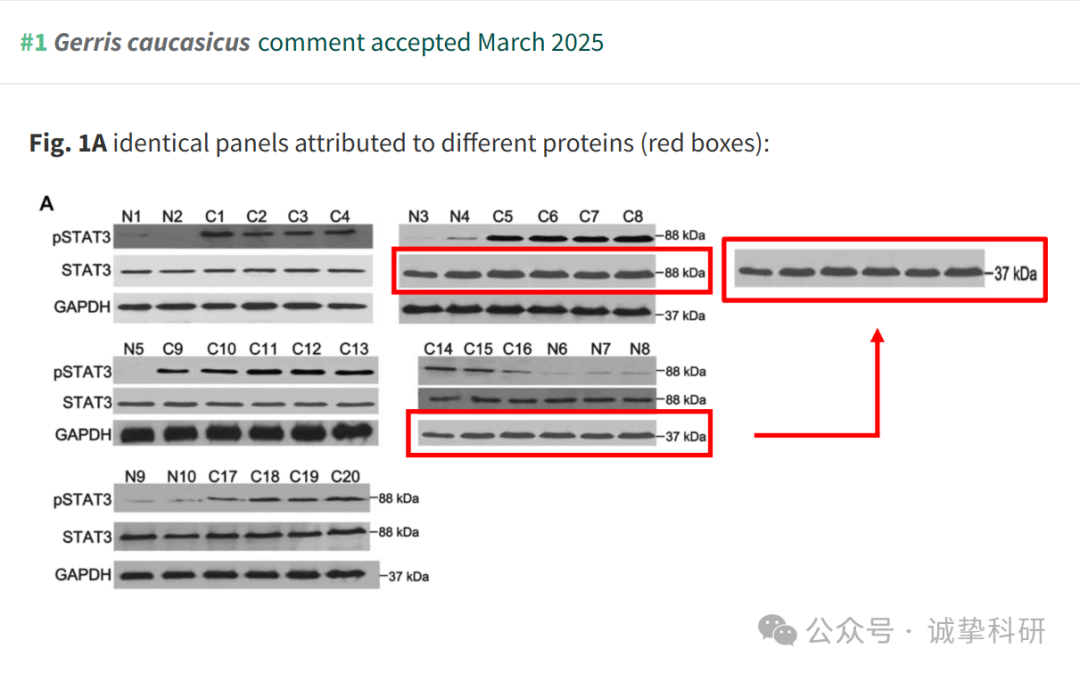 #1 Gerris caucasicus comment accepted March 2025
Fig. 1A identical panels attributed to different proteins (red boxes):
A
N1 N2 C1 C2 C3 C4
pSTAT3
STAT3
GAPDH
N3 N4 C5 C6 C7 C8
88 kDa
88 kDa
37 kDa
37 kDa
N5 C9 C10 C11 C12 C13
pSTAT3
STAT3
GAPDH
C14 C15 C16 N6 N7 N8
88 kDa
88 kDa
37 kDa
N9 N10 C17 C18 C19 C20
pSTAT3 88 kDa
STAT3 88 kDa
GAPDH 37 kDa
公众号 · 诚挚科研